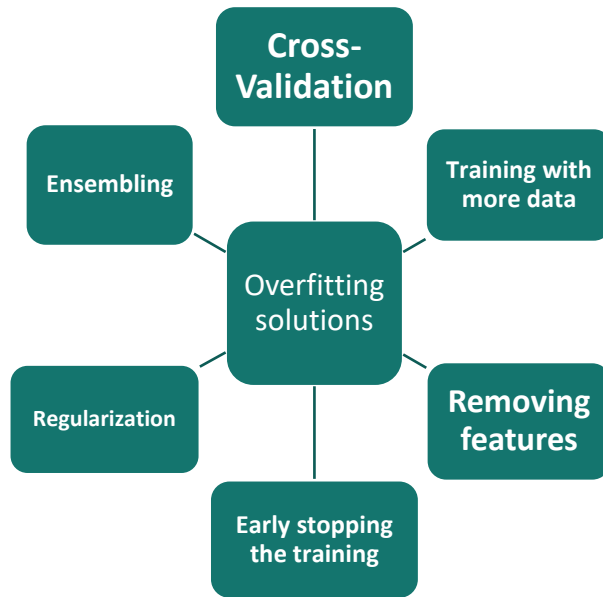 Cross-
Validation
Ensembling
Training with
more data
Overfitting
solutions
Regularization
Removing
features
Early stopping
the training